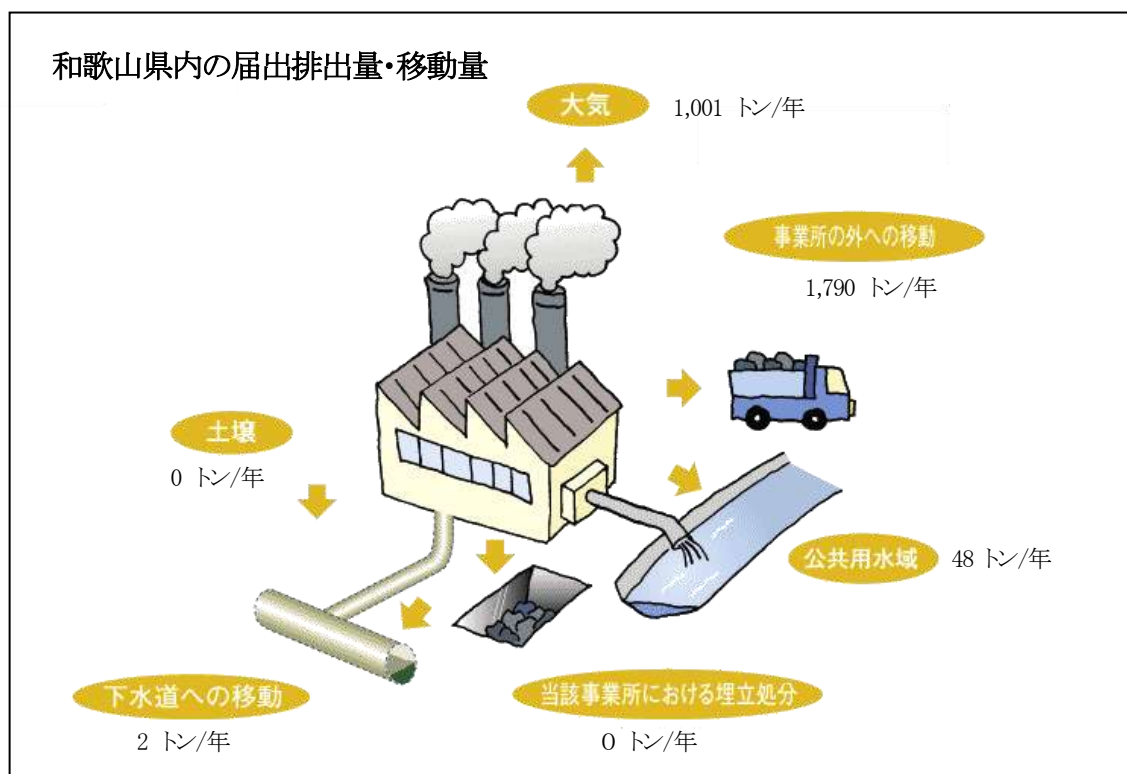 和歌山県内の届出排出量・移動量
大気 1,001 トン/年
事業所の外への移動
1,790 トン/年
土壌
0 トン/年
公共用水域 48 トン/年
下水道への移動
2 トン/年
当該事業所における埋立処分
0 トン/年